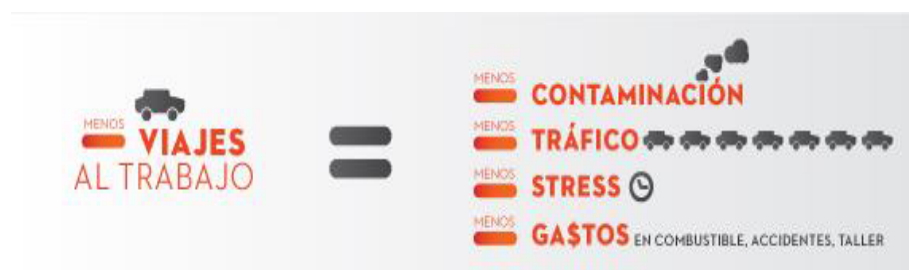 MENOS VIAJES
AL TRABAJO
MENOS CONTAMINACIÓN
MENOS TRÁFICO
MENOS STRESS
MENOS GA$TOS EN COMBUSTIBLE, ACCIDENTES, TALLER